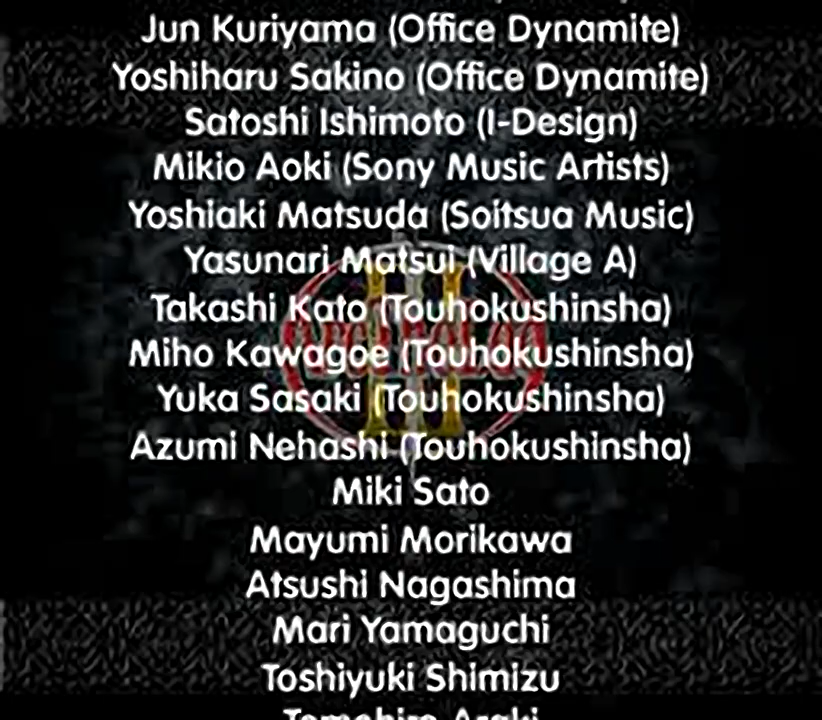 Jun Kuriyama (Office Dynamite)
Yoshiharu Sakino (Office Dynamite)
Satoshi Ishimoto (I-Design)
Mikio Aoki (Sony Music Artists)
Yoshiaki Matsuda (Soitsua Music)
Yasunari Matsui (Village A)
Takashi Kato (Touhokushinsha)
Miho Kawagoe (Touhokushinsha)
Yuka Sasaki (Touhokushinsha)
Azumi Nehashi (Touhokushinsha)
Miki Sato
Mayumi Morikawa
Atsushi Nagashima
Mari Yamaguchi
Toshiyuki Shimizu
Tomohiro Araki